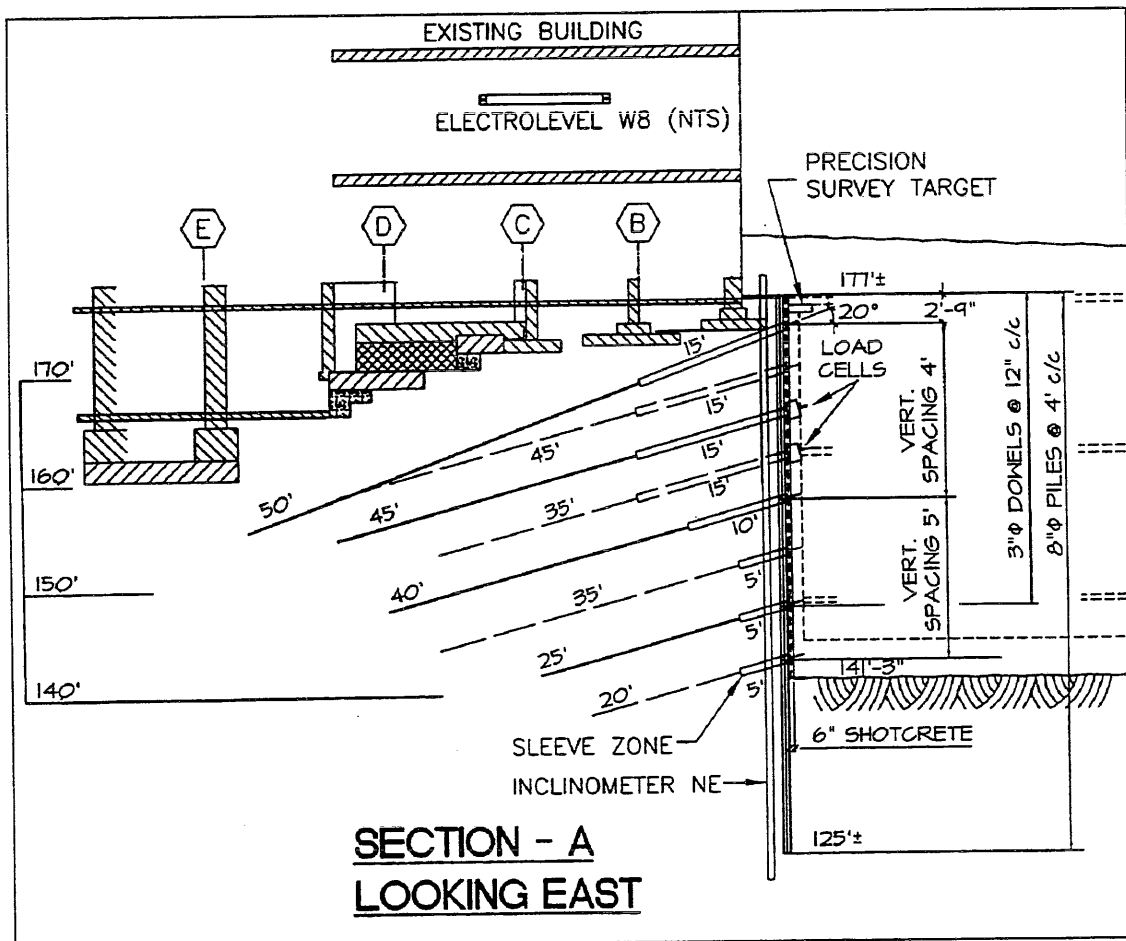 EXISTING BUILDING
ELECTROLEVEL W8 (NTS)
PRECISION
SURVEY TARGET
E
D
C
B
177'±
20°
2'-9"
15'
LOAD
CELLS
170'
15'
45'
15'
VERT.
SPACING 4'
3"Φ DOWELS @ 12" c/c
8"Φ PILES @ 4' c/c
160'
50'
45'
35'
15'
10'
150'
40'
35'
5'
VERT.
SPACING 5'
25'
5'
141'-3"
140'
20'
5'
SLEEVE ZONE
6" SHOTCRETE
INCLINOMETER NE
125'±
SECTION - A
LOOKING EAST